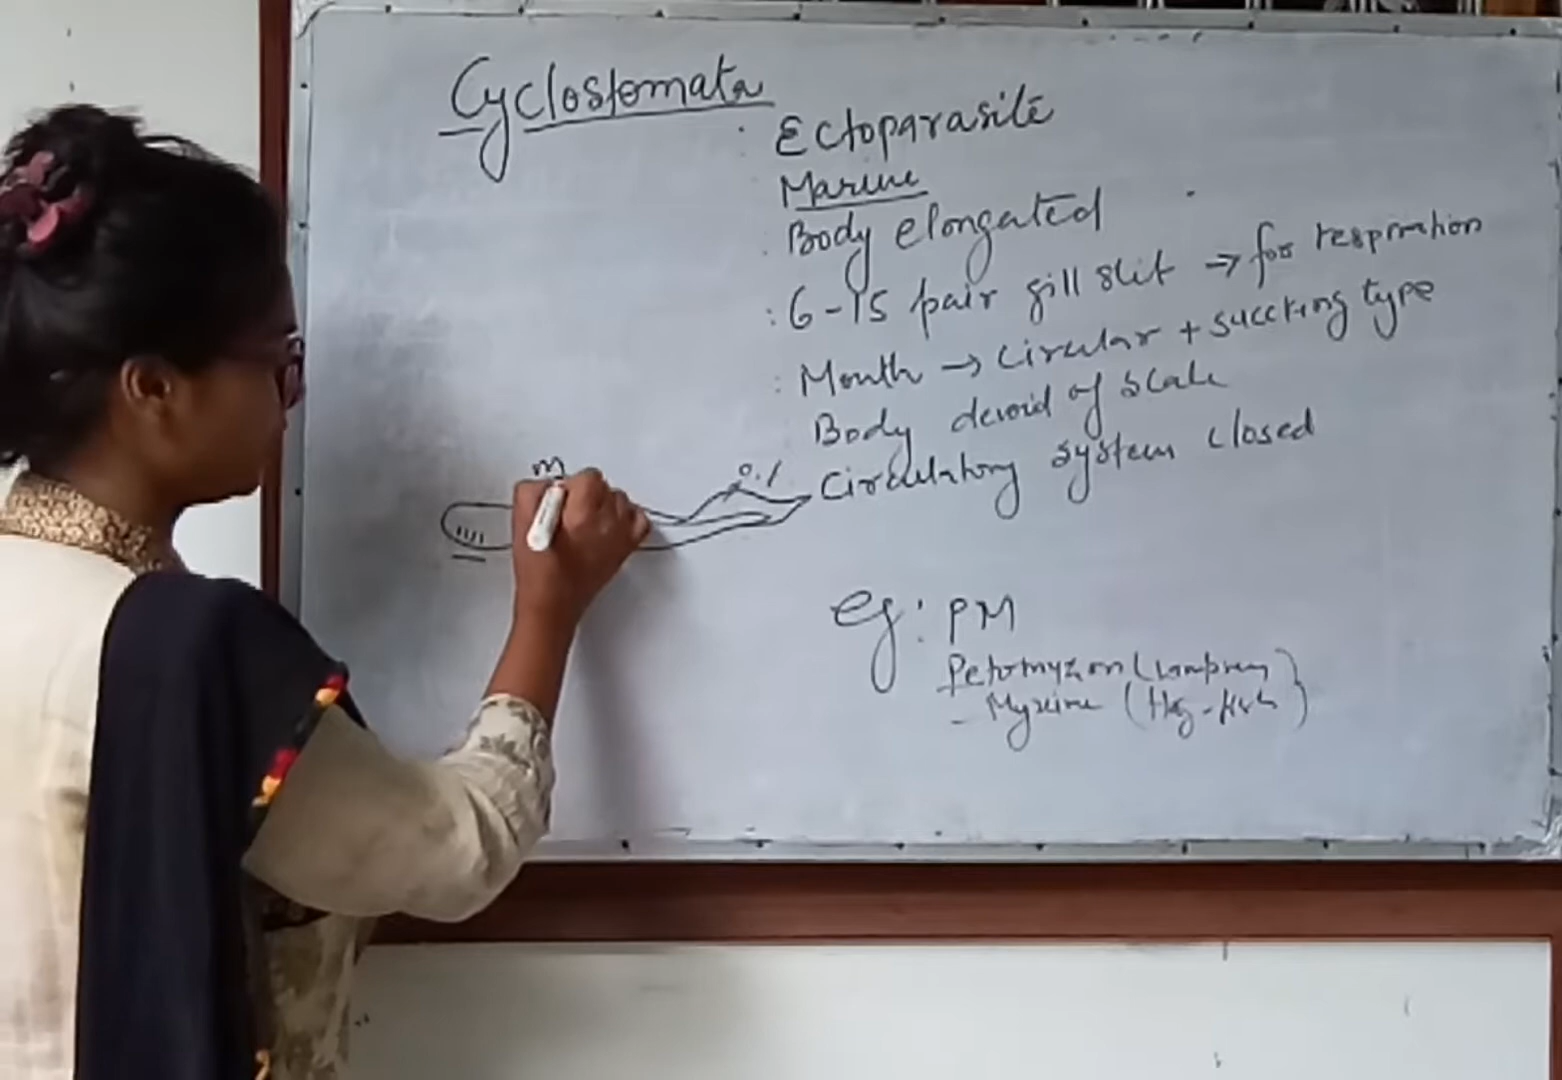 Cyclostomata
: Ectoparasite
Marine
. Body elongated
: 6-15 pair gill slit → for respiration
: Mouth → circular + succking type
Body devoid of scale
Circulatory system closed
m
eg: PM
Petromyzon (Lamprey)
- Myxine (Hag-fish)